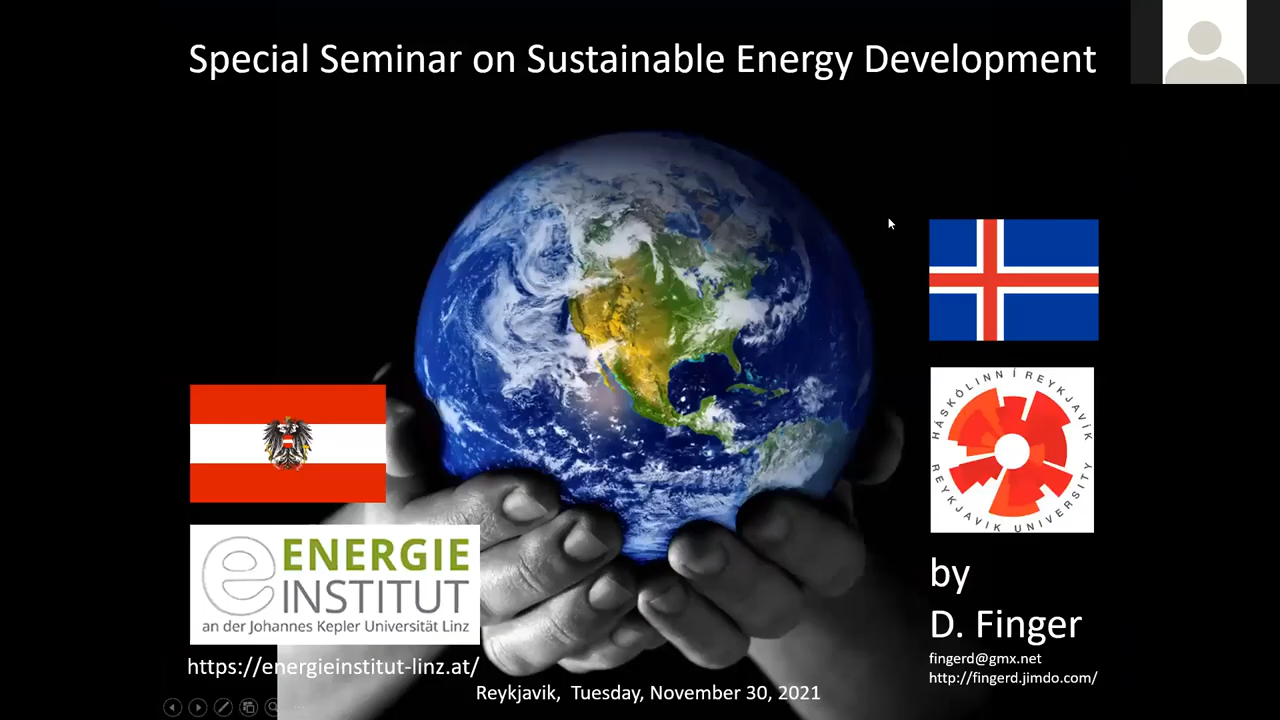 Special Seminar on Sustainable Energy Development
HÁSKÓLINN Í REYKJAVÍK
REYKJAVIK UNIVERSITY
e ENERGIE
INSTITUT
an der Johannes Kepler Universität Linz
https://energieinstitut-linz.at/
by
D. Finger
fingerd@gmx.net
http://fingerd.jimdo.com/
Reykjavik, Tuesday, November 30, 2021